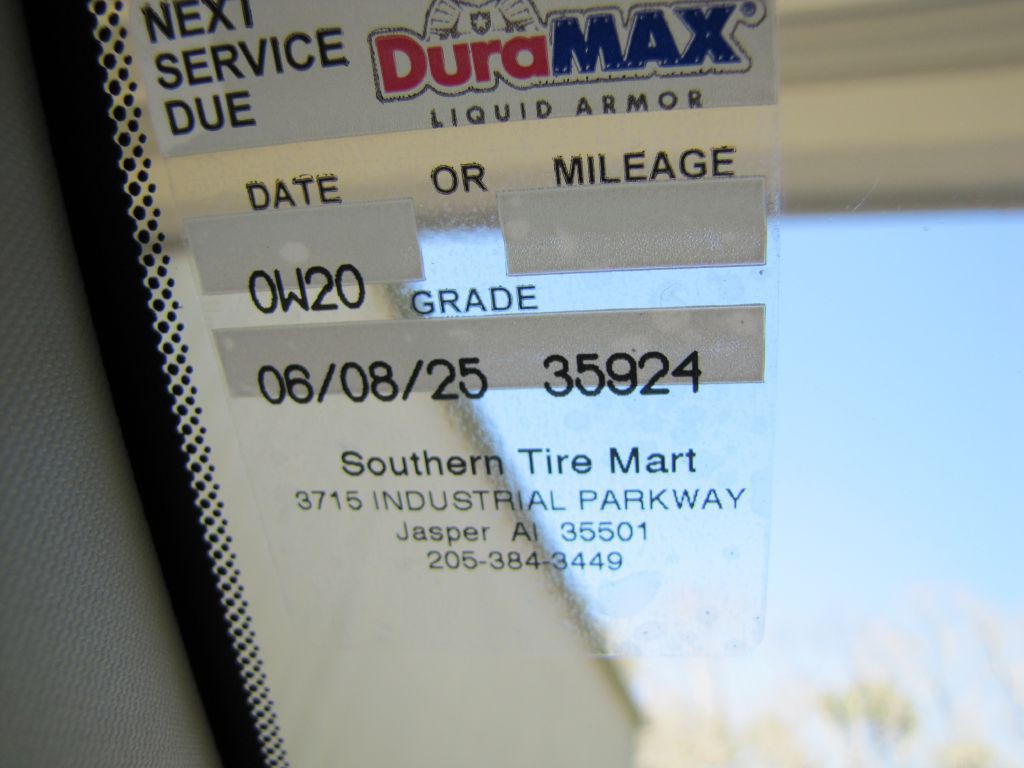 NEXT
SERVICE
DUE
DuraMAX®
LIQUID ARMOR
DATE OR MILEAGE
0W20 GRADE
06/08/25 35924
Southern Tire Mart
3715 INDUSTRIAL PARKWAY
Jasper Al 35501
205-384-3449